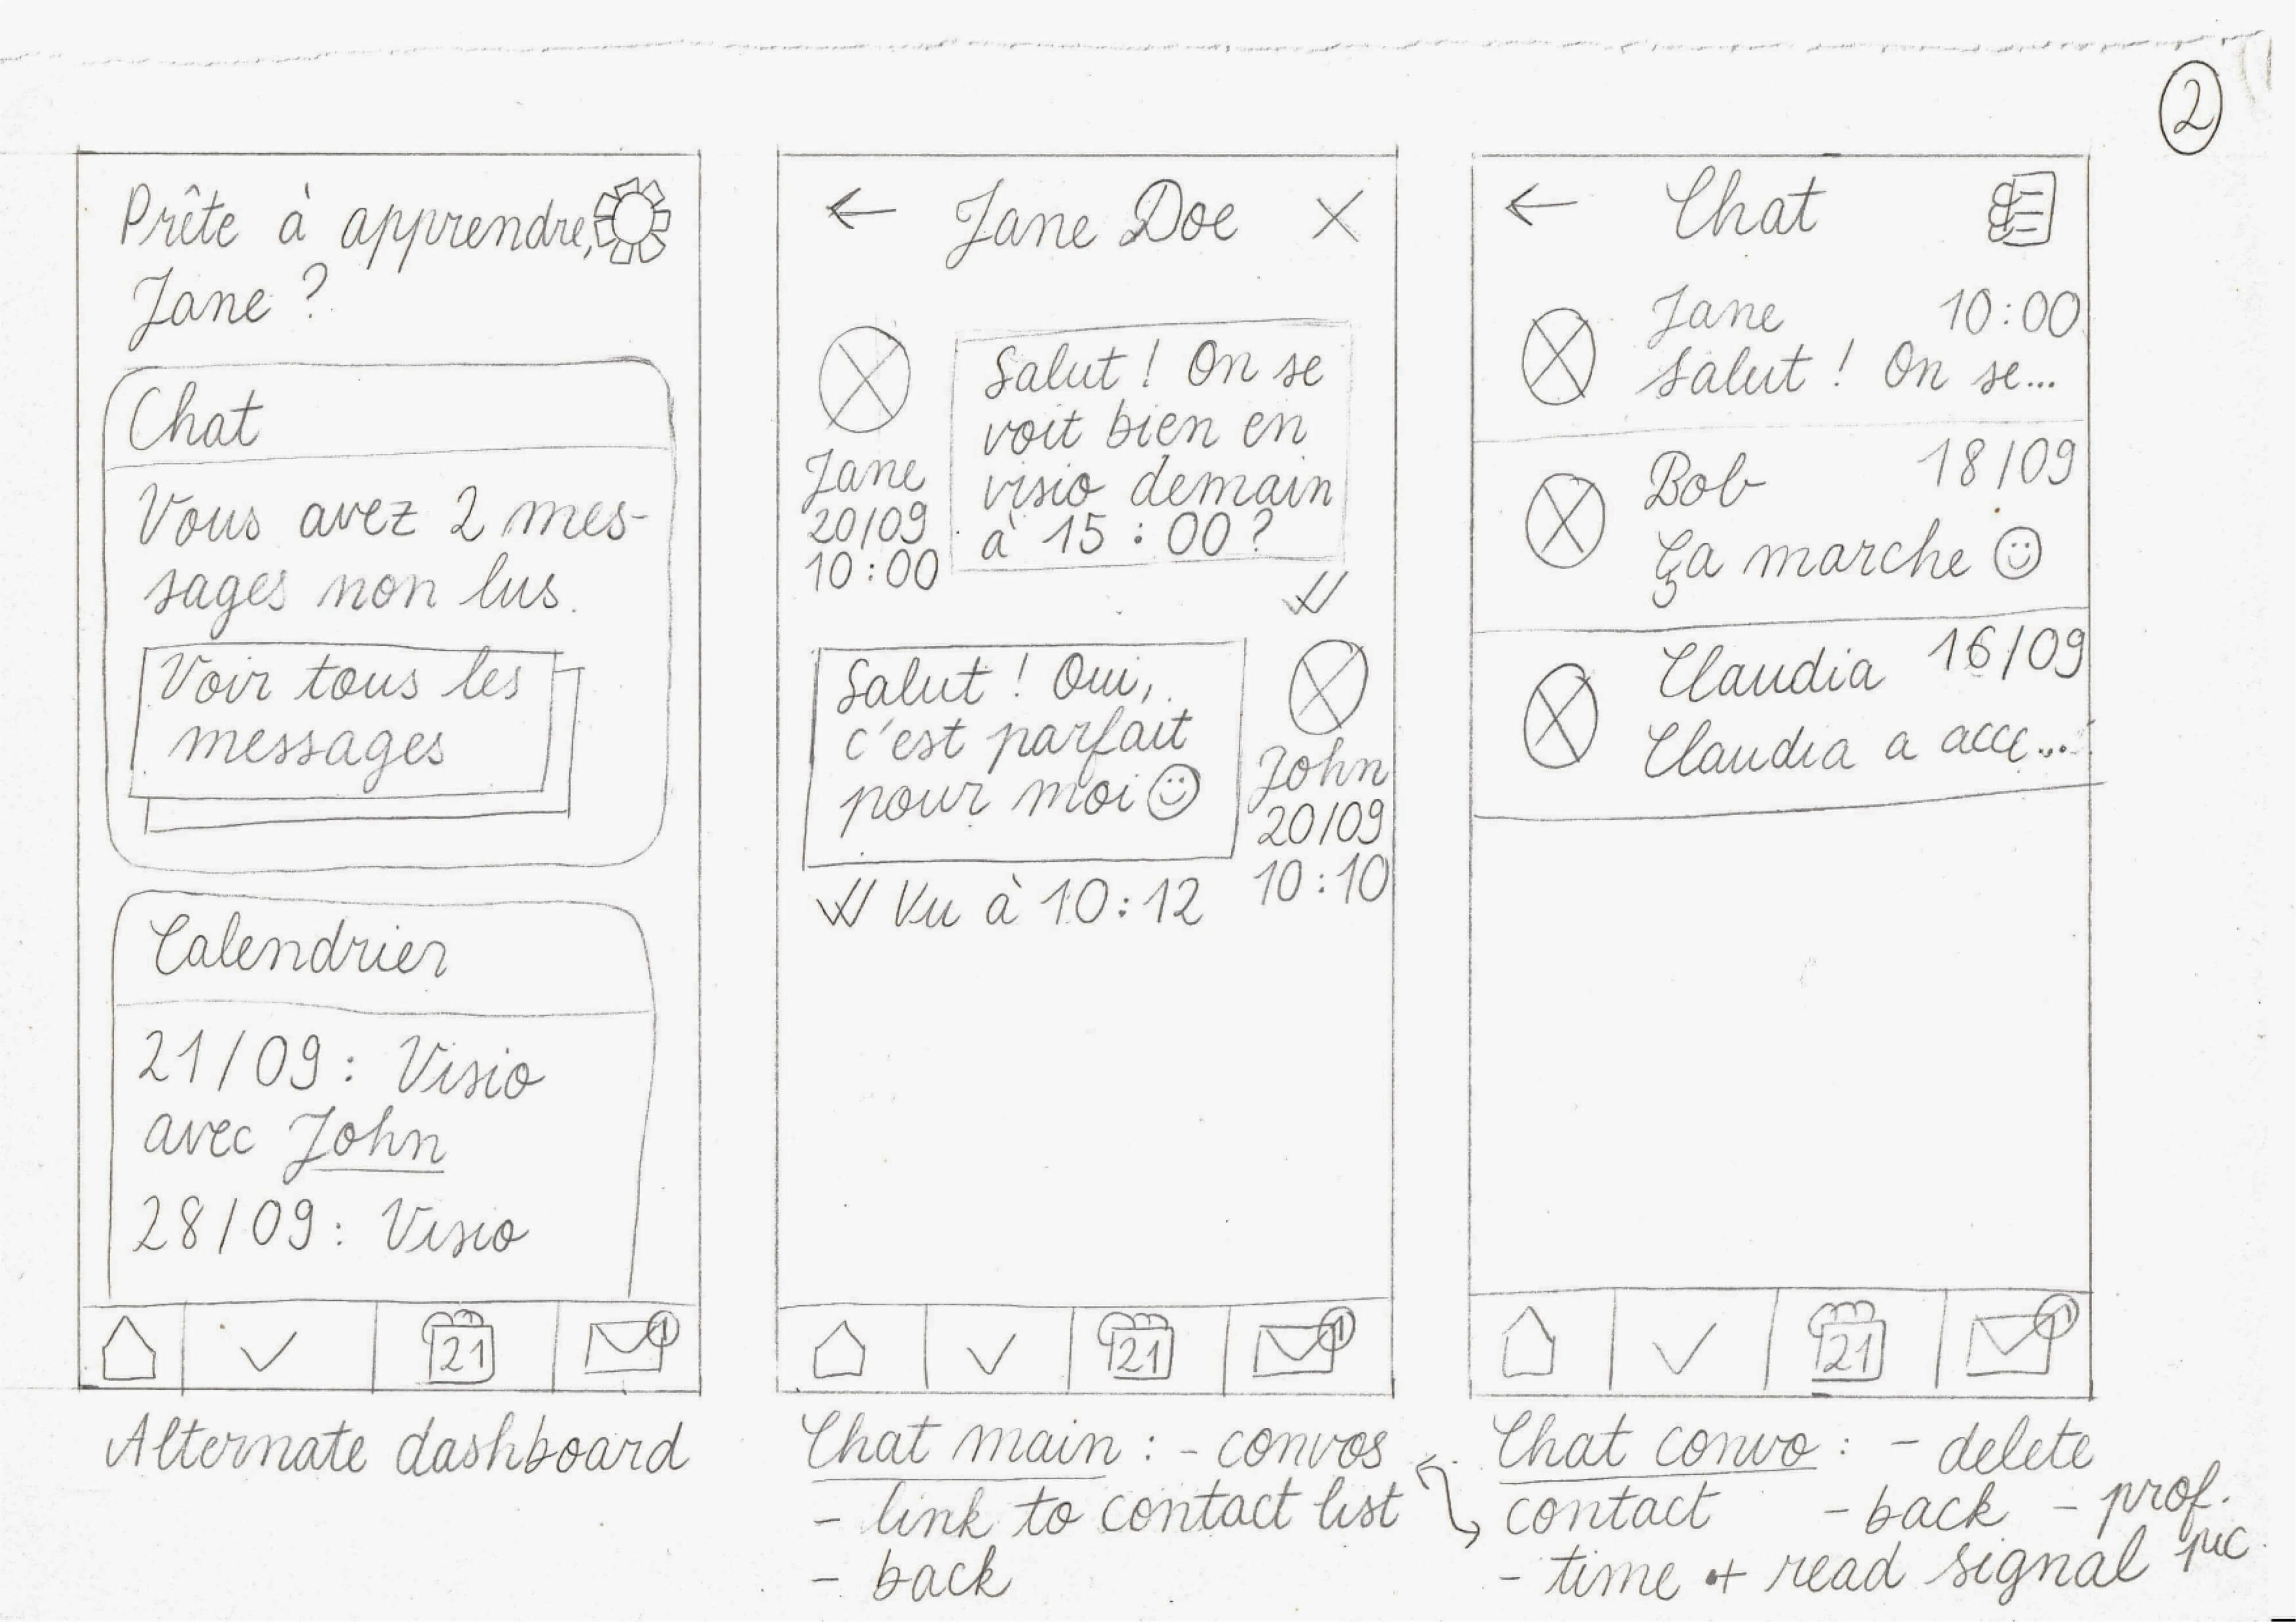 2
Prête à apprendre,
Jane ?
Chat
Vous avez 2 mes-
sages non lus.
Voir tous les
messages
Calendrier
21/09 : Visio
avec John
28/09 : Visio
21
1
Alternate dashboard
Jane Doe
Jane
20/09
10:00
Salut ! On se
voit bien en
visio demain
à 15 : 00 ?
Salut ! Oui,
c'est parfait
pour moi
John
20/09
10:10
Vu à 10:12
21
1
Chat main : - convos
- link to contact list
- back
Chat
Jane 10:00
Salut ! On se...
Bob 18/09
Ça marche
Claudia 16/09
Claudia a acce...
21
1
Chat convo : - delete
contact - back - prof.
pic
- time + read signal